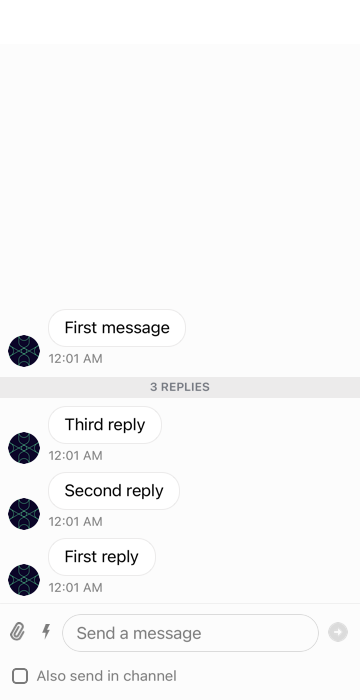 First message
12:01 AM
3 REPLIES
Third reply
12:01 AM
Second reply
12:01 AM
First reply
12:01 AM
Send a message
Also send in channel